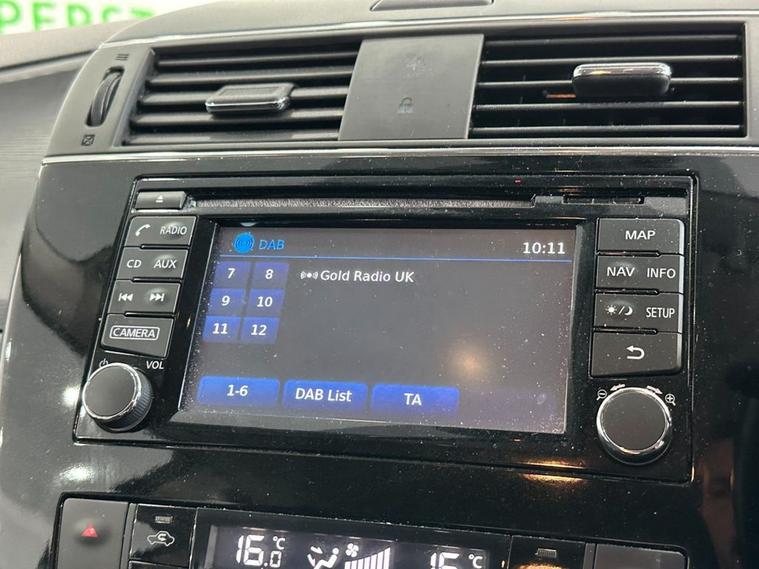 PERST
RADIO
CD AUX
CAMERA
VOL
DAB 10:11
7 8 Gold Radio UK
9 10
11 12
1-6 DAB List TA
MAP
NAV INFO
SETUP
16.0°C